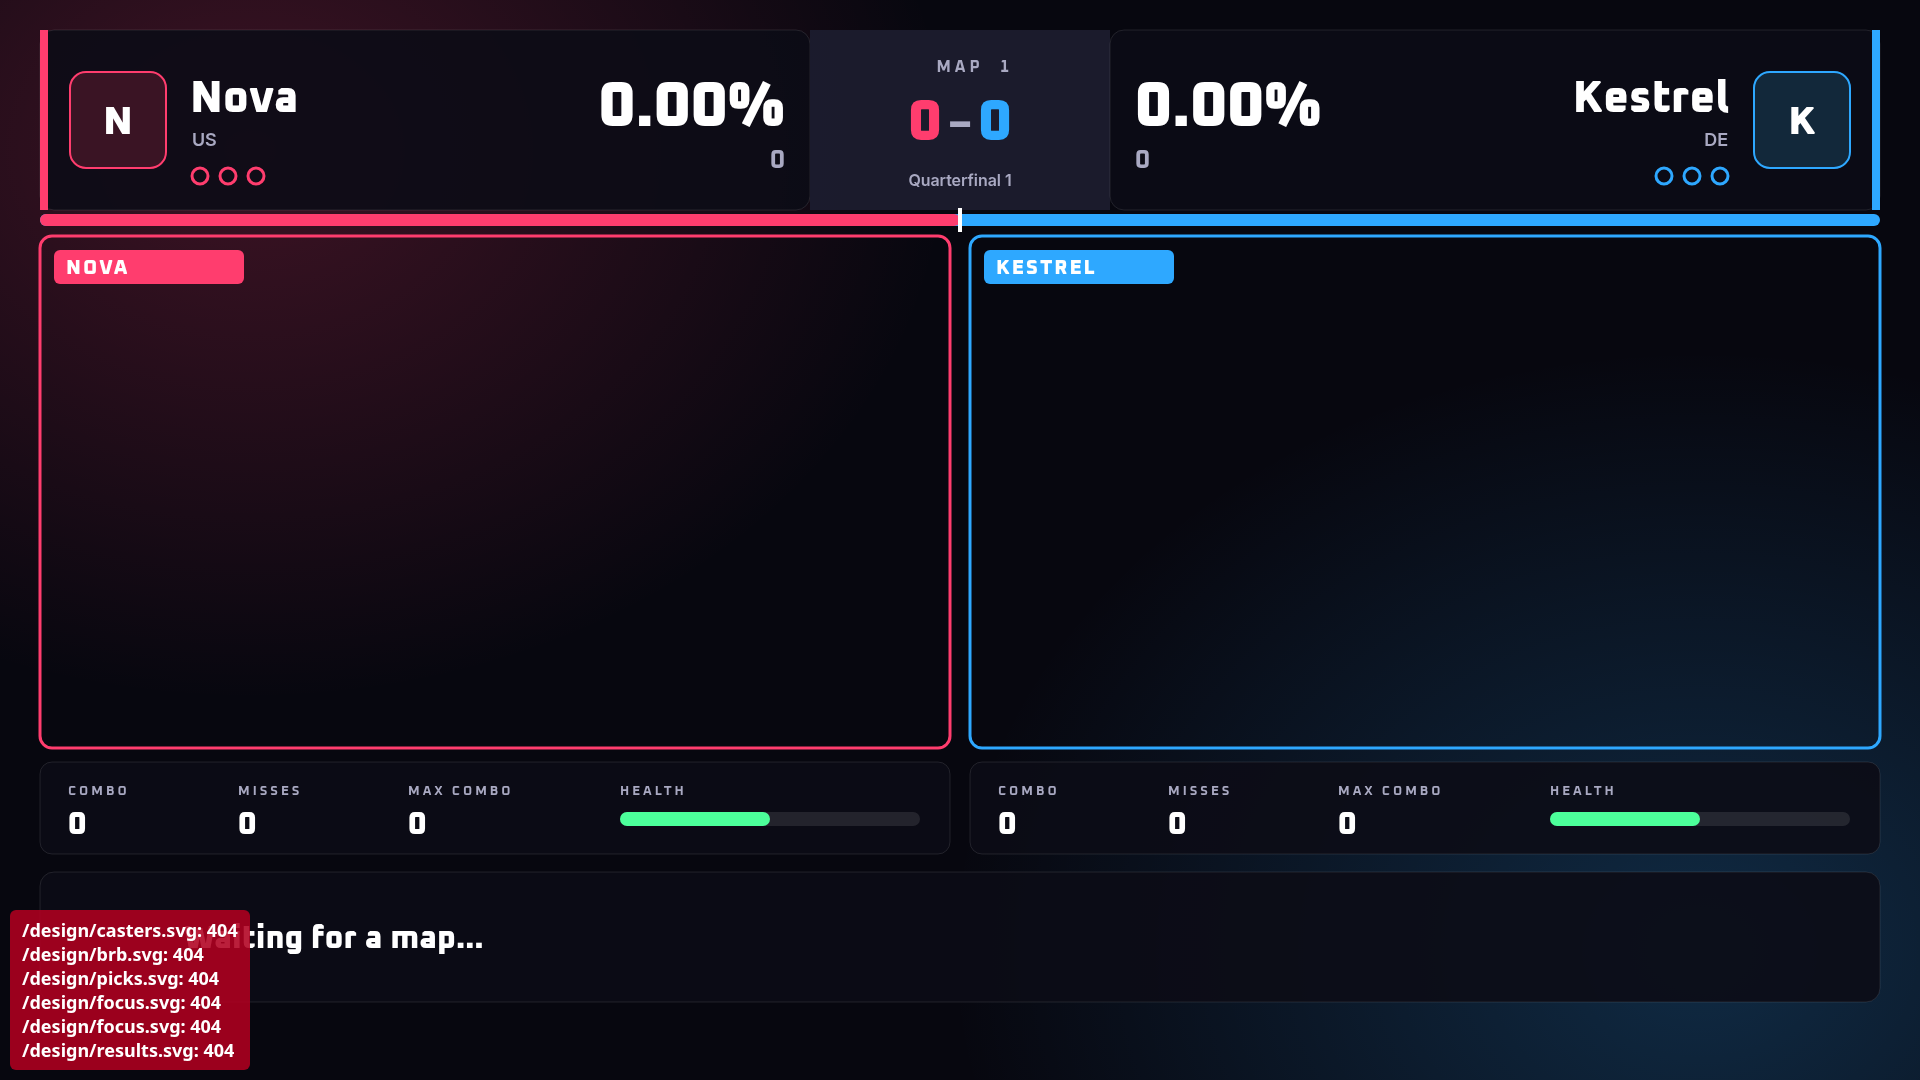 N
Nova
US
0.00%
0
MAP 1
0 – 0
Quarterfinal 1
0.00%
0
Kestrel
DE
K
NOVA
KESTREL
COMBO
0
MISSES
0
MAX COMBO
0
HEALTH
COMBO
0
MISSES
0
MAX COMBO
0
HEALTH
Waiting for a map...
/design/casters.svg: 404
/design/brb.svg: 404
/design/picks.svg: 404
/design/focus.svg: 404
/design/focus.svg: 404
/design/results.svg: 404